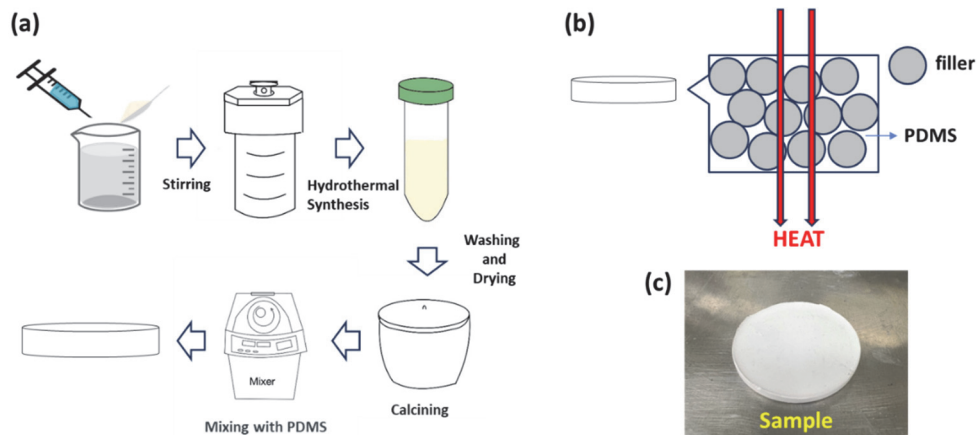 (a)
Stirring
Hydrothermal
Synthesis
Washing
and
Drying
Calcining
Mixer
Mixing with PDMS
(b)
filler
PDMS
HEAT
(c)
Sample